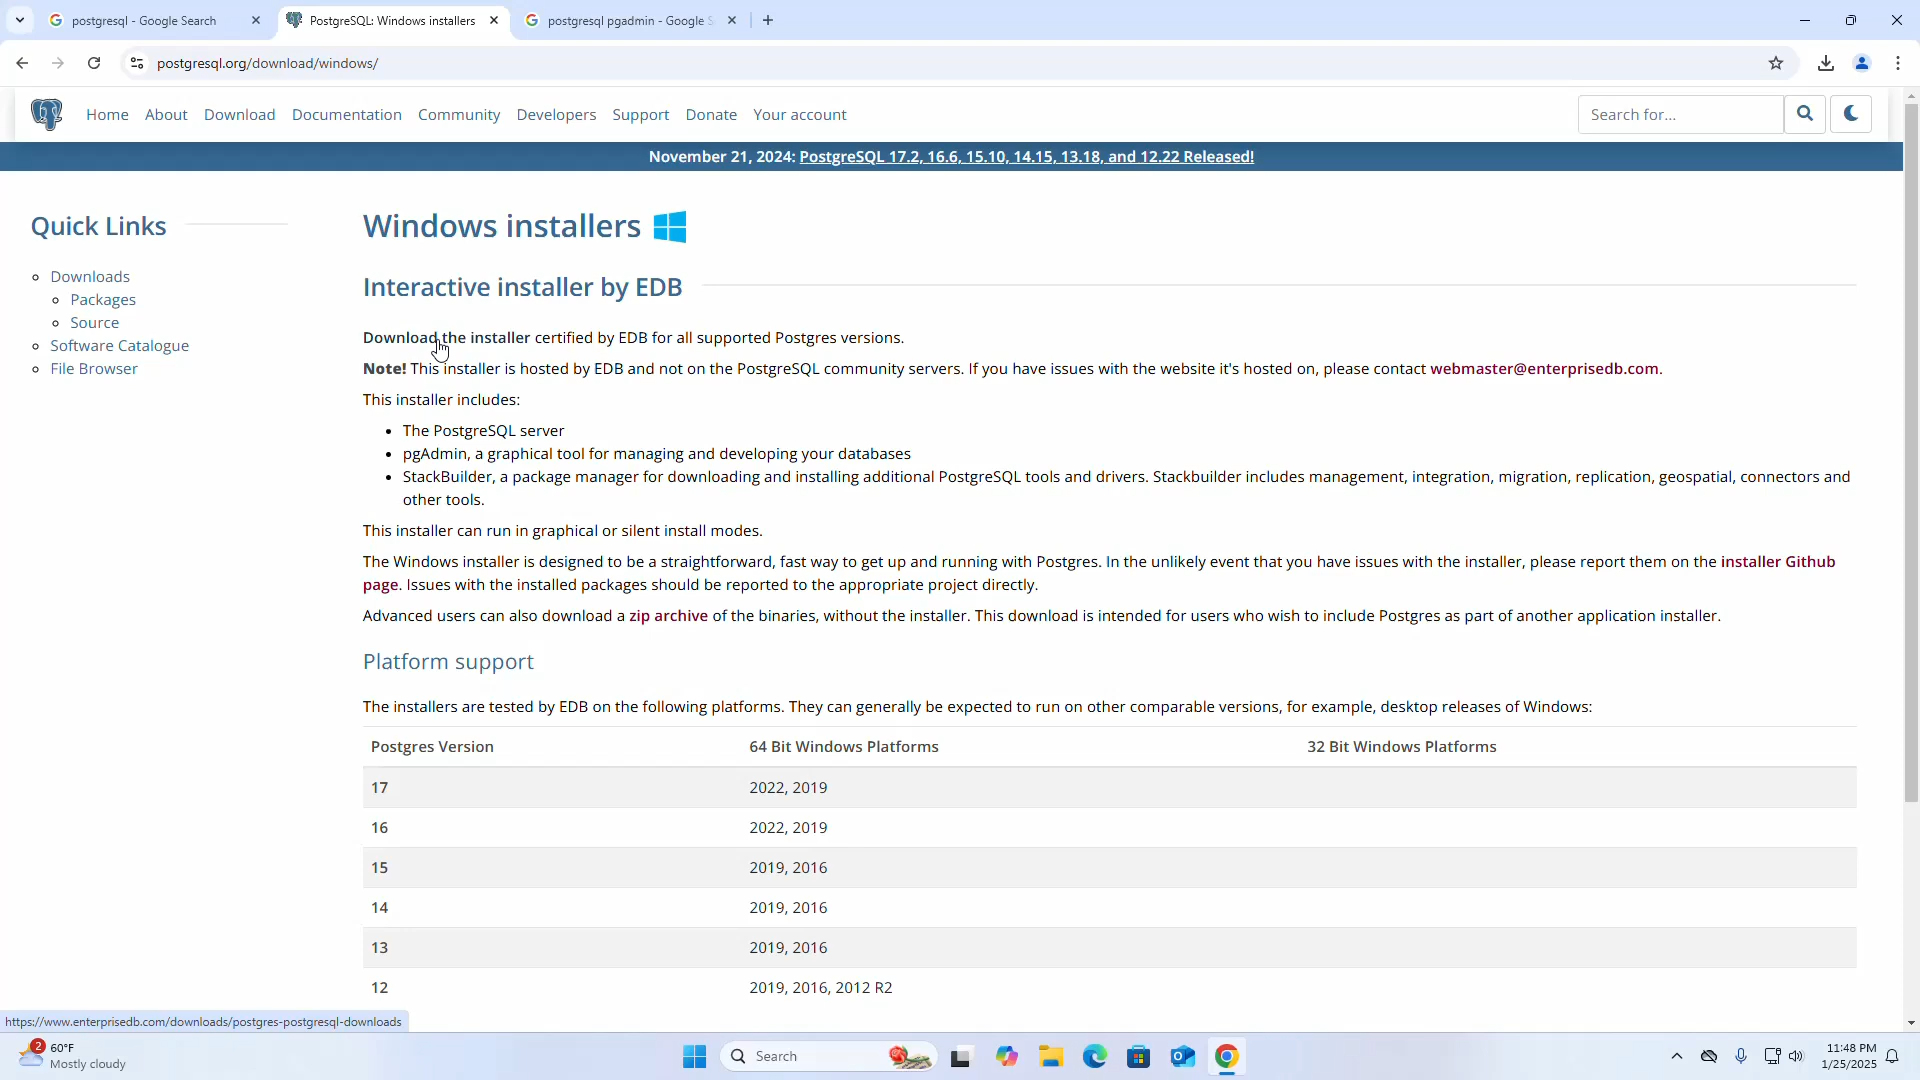 postgresql - Google Search
PostgreSQL: Windows installers
postgresql pgadmin - Google S
postgresql.org/download/windows/
Home About Download Documentation Community Developers Support Donate Your account
Search for...
November 21, 2024: PostgreSQL 17.2, 16.6, 15.10, 14.15, 13.18, and 12.22 Released!
Quick Links
Downloads
Packages
Source
Software Catalogue
File Browser
Windows installers
Interactive installer by EDB
Download the installer certified by EDB for all supported Postgres versions.
Note! This installer is hosted by EDB and not on the PostgreSQL community servers. If you have issues with the website it's hosted on, please contact webmaster@enterprisedb.com.
This installer includes:
The PostgreSQL server
pgAdmin, a graphical tool for managing and developing your databases
StackBuilder, a package manager for downloading and installing additional PostgreSQL tools and drivers. Stackbuilder includes management, integration, migration, replication, geospatial, connectors and
other tools.
This installer can run in graphical or silent install modes.
The Windows installer is designed to be a straightforward, fast way to get up and running with Postgres. In the unlikely event that you have issues with the installer, please report them on the installer Github
page. Issues with the installed packages should be reported to the appropriate project directly.
Advanced users can also download a zip archive of the binaries, without the installer. This download is intended for users who wish to include Postgres as part of another application installer.
Platform support
The installers are tested by EDB on the following platforms. They can generally be expected to run on other comparable versions, for example, desktop releases of Windows:
Postgres Version 64 Bit Windows Platforms 32 Bit Windows Platforms
17 2022, 2019
16 2022, 2019
15 2019, 2016
14 2019, 2016
13 2019, 2016
12 2019, 2016, 2012 R2
https://www.enterprisedb.com/downloads/postgres-postgresql-downloads
2
60°F
Mostly cloudy
Search
11:48 PM
1/25/2025